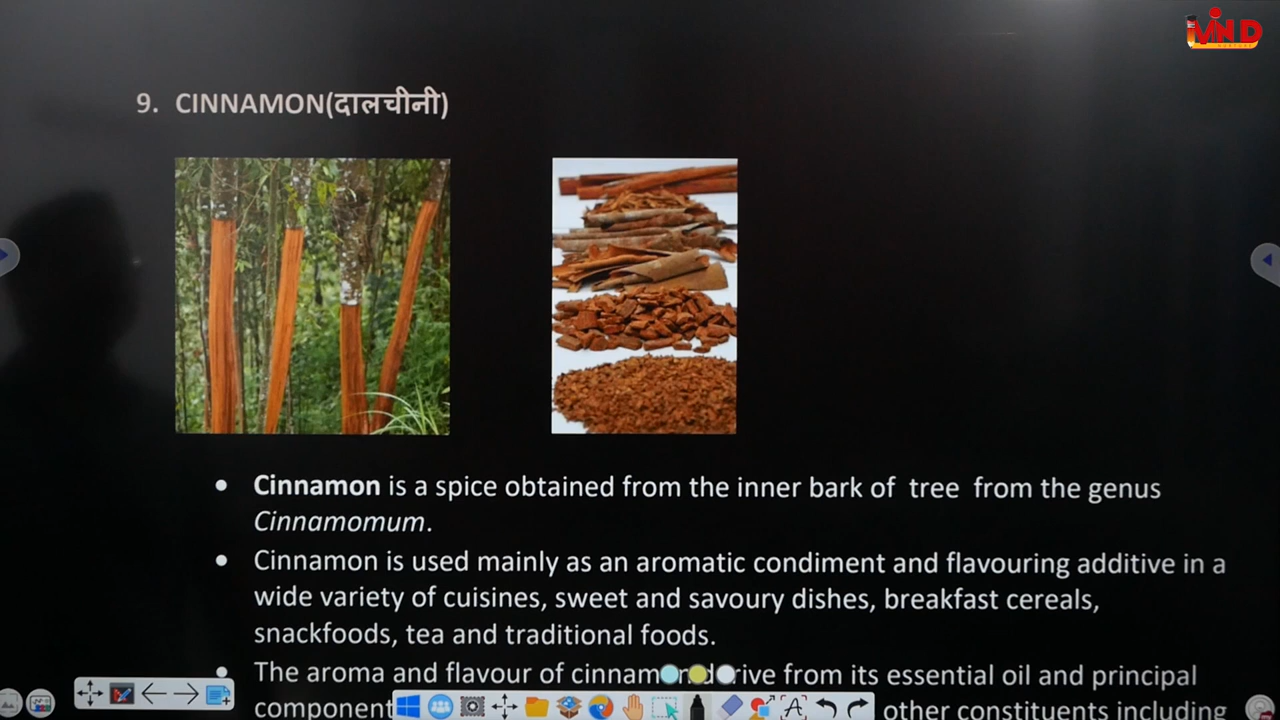 iMIND
NURTURE
9. CINNAMON(दालचीनी)
• Cinnamon is a spice obtained from the inner bark of  tree  from the genus
Cinnamomum.
• Cinnamon is used mainly as an aromatic condiment and flavouring additive in a
wide variety of cuisines, sweet and savoury dishes, breakfast cereals,
snackfoods, tea and traditional foods.
• The aroma and flavour of from its essential oil and principal
other constituents including